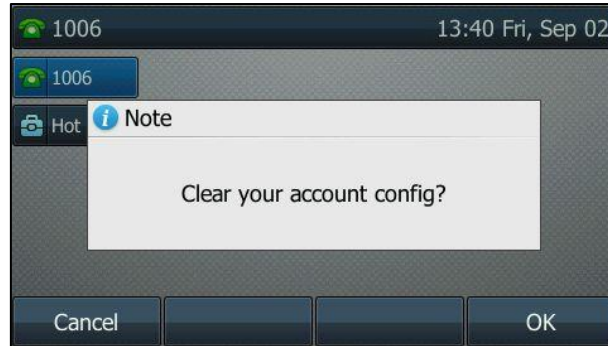 1006 13:40 Fri, Sep 02
1006
Hot
Note
Clear your account config?
Cancel OK